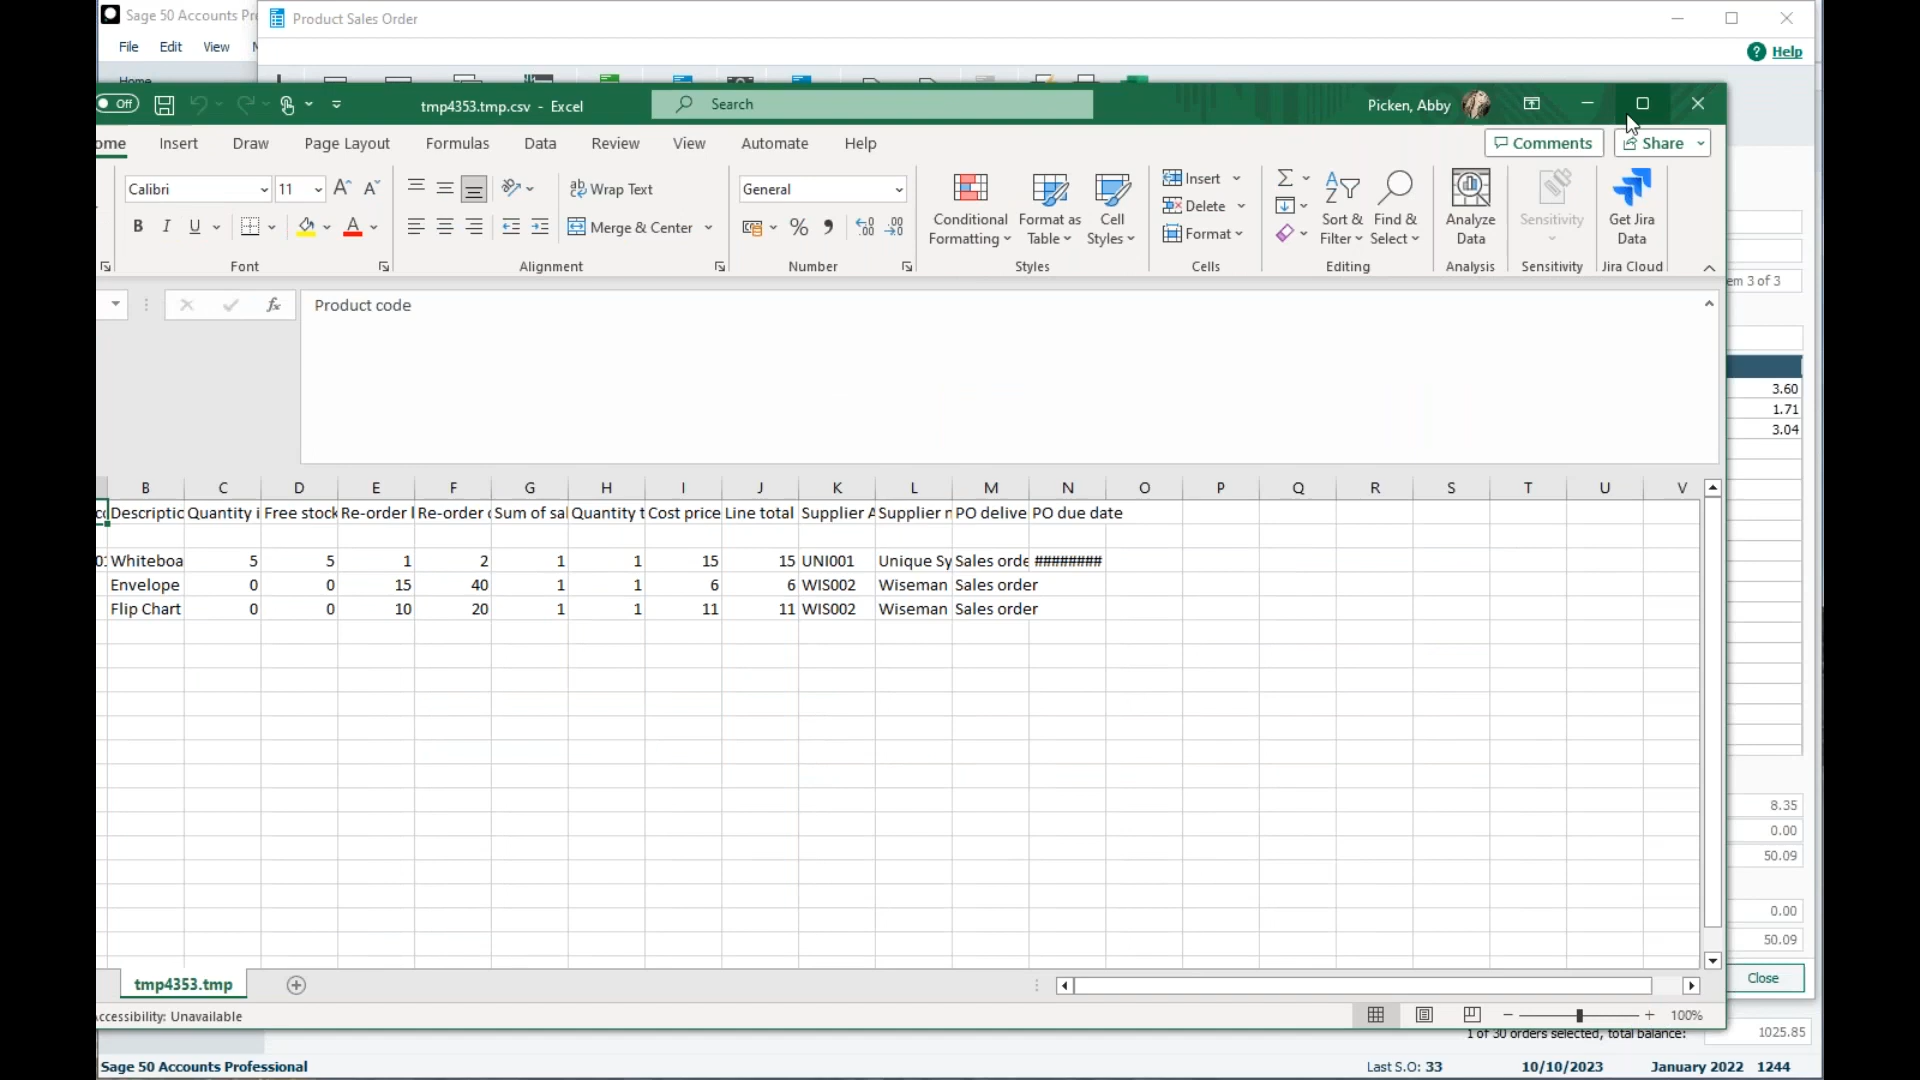 Sage 50 Accounts Pr
Product Sales Order
File Edit View
Help
Home
Off
tmp4353.tmp.csv - Excel
Search
Picken, Abby
ome Insert Draw Page Layout Formulas Data Review View Automate Help
Comments
Share
Calibri 11
Wrap Text
General
Merge & Center
B I U
Conditional Formatting
Format as Table
Cell Styles
Insert
Delete
Format
Sort & Filter
Find & Select
Analyze Data
Sensitivity
Get Jira Data
Font Alignment Number Styles Cells Editing Analysis Sensitivity Jira Cloud
em 3 of 3
fx Product code
3.60
1.71
3.04
B C D E F G H I J K L M N O P Q R S T U V
Descriptic Quantity i Free stock Re-order l Re-order Sum of sal Quantity t Cost price Line total Supplier A Supplier n PO delive PO due date
Whiteboa 5 5 1 2 1 1 15 15 UNI001 Unique Sy Sales orde ########
Envelope 0 0 15 40 1 1 6 6 WIS002 Wiseman Sales order
Flip Chart 0 0 10 20 1 1 11 11 WIS002 Wiseman Sales order
8.35
0.00
50.09
0.00
50.09
tmp4353.tmp
Close
ccessibility: Unavailable
100%
1 of 30 orders selected, total balance: 1025.85
Sage 50 Accounts Professional
Last S.O: 33 10/10/2023 January 2022 1244